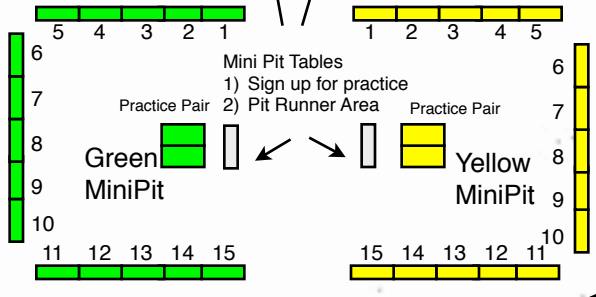 5 4 3 2 1
1 2 3 4 5
6
7
8
9
10
Mini Pit Tables
1) Sign up for practice
2) Pit Runner Area
Practice Pair
Practice Pair
Green
MiniPit
Yellow
MiniPit
6
7
8
9
10
11 12 13 14 15
15 14 13 12 11